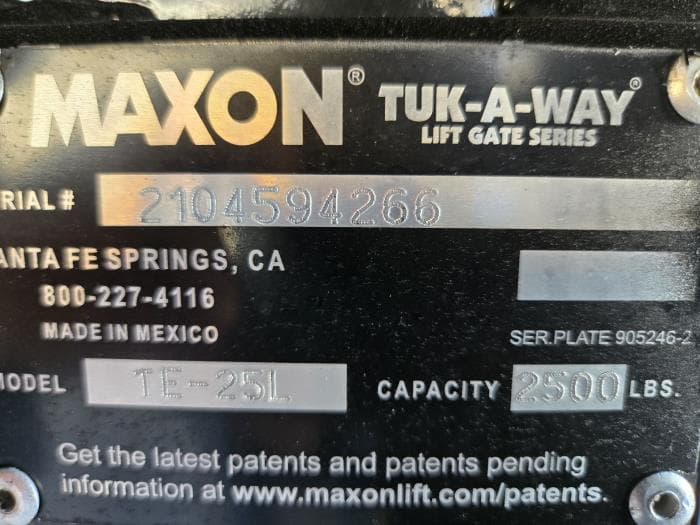 MAXON® TUK-A-WAY®
LIFT GATE SERIES
RIAL # 2104594266
ANTA FE SPRINGS, CA
800-227-4116
MADE IN MEXICO
SER.PLATE 905246-2
MODEL TE-25L CAPACITY 2500 LBS.
Get the latest patents and patents pending
information at www.maxonlift.com/patents.